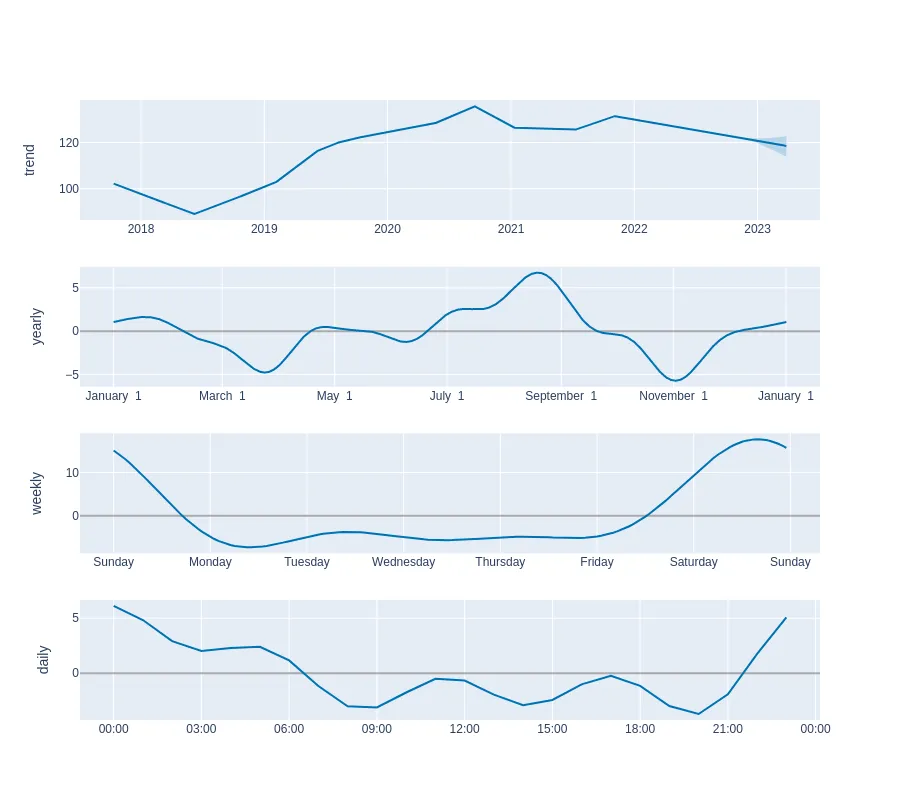 trend
120
100
2018 2019 2020 2021 2022 2023
yearly
5
0
−5
January 1 March 1 May 1 July 1 September 1 November 1 January 1
weekly
10
0
Sunday Monday Tuesday Wednesday Thursday Friday Saturday Sunday
daily
5
0
00:00 03:00 06:00 09:00 12:00 15:00 18:00 21:00 00:00